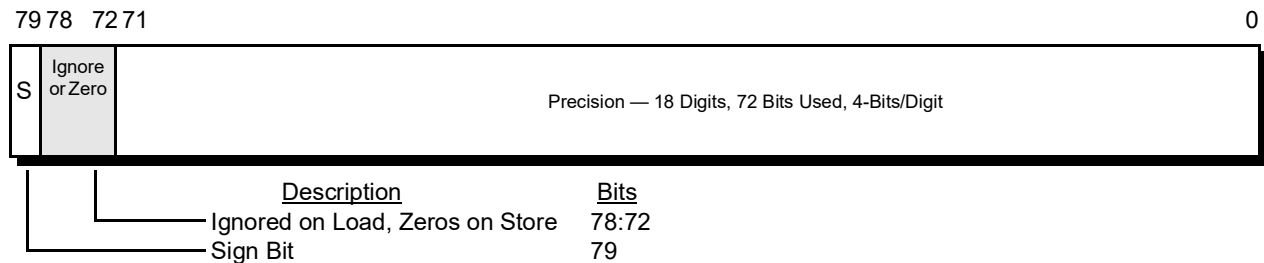 79 78 72 71 0
Ignore
S or Zero
Precision — 18 Digits, 72 Bits Used, 4-Bits/Digit
Description Bits
Ignored on Load, Zeros on Store 78:72
Sign Bit 79